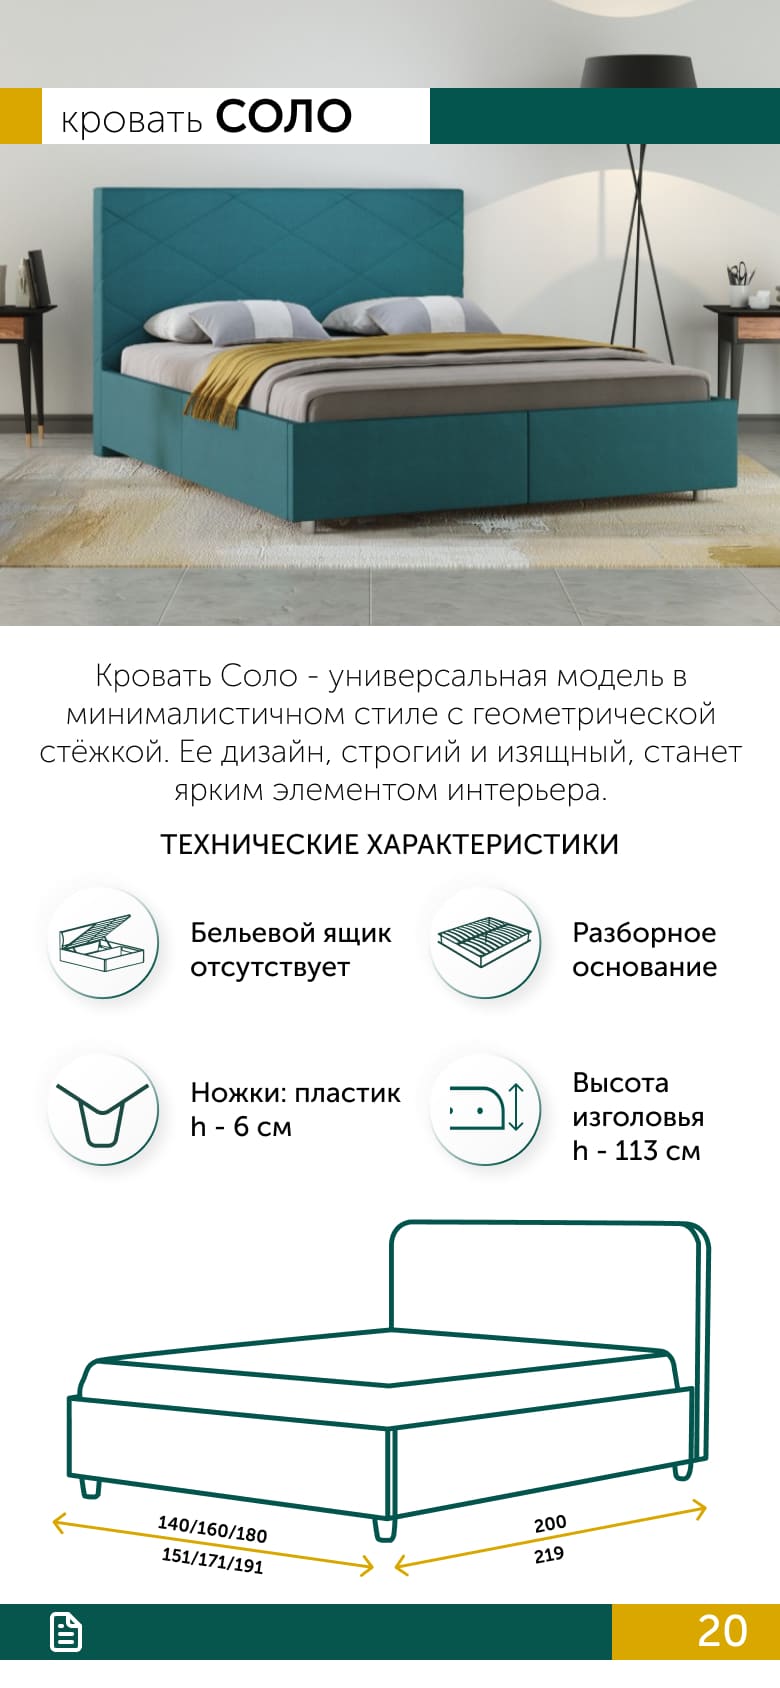 кровать СОЛО
Кровать Соло - универсальная модель в
минималистичном стиле с геометрической
стёжкой. Ее дизайн, строгий и изящный, станет
ярким элементом интерьера.
ТЕХНИЧЕСКИЕ ХАРАКТЕРИСТИКИ
Бельевой ящик
отсутствует
Разборное
основание
Ножки: пластик
h - 6 см
Высота
изголовья
h - 113 см
140/160/180
151/171/191
200
219
20